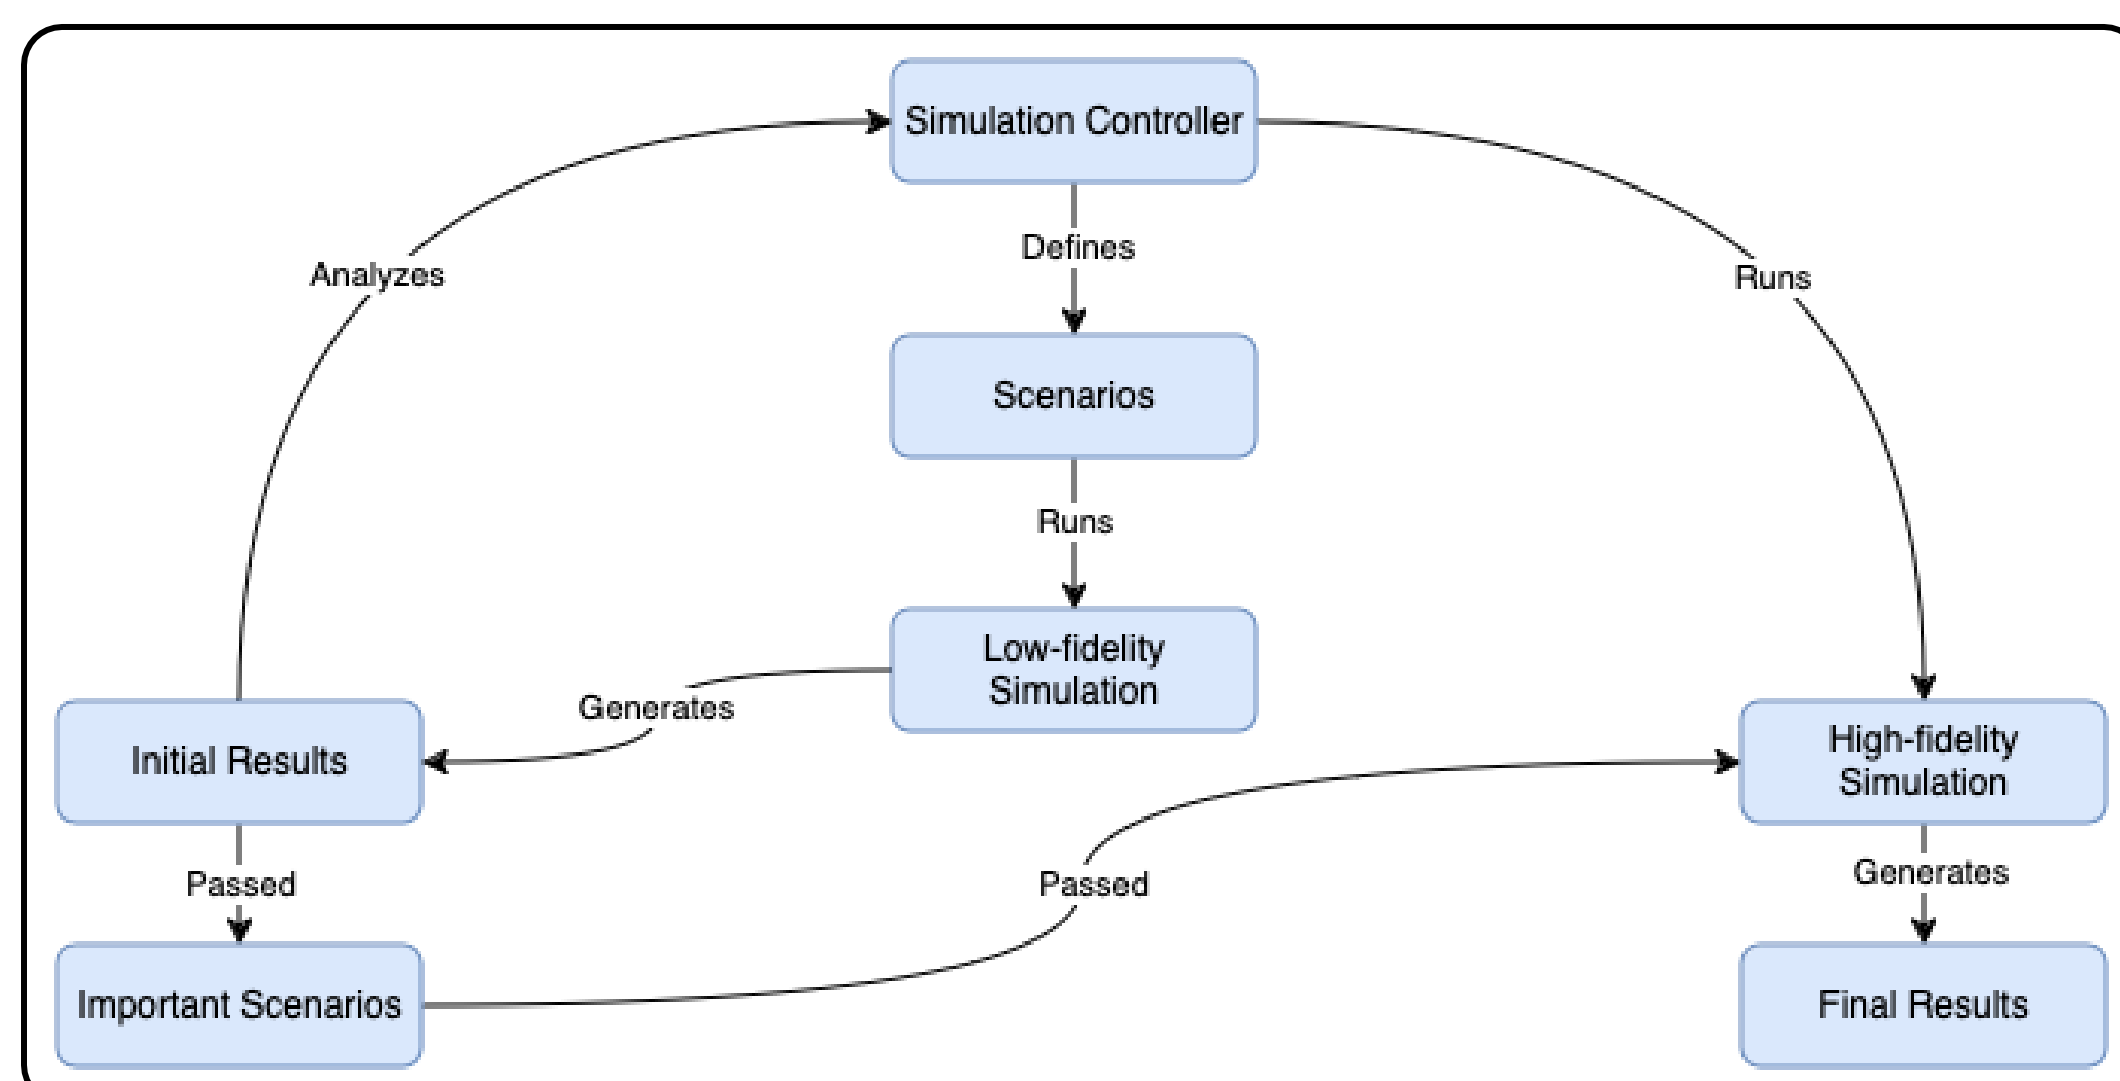 Simulation Controller
Defines
Analyzes
Runs
Scenarios
Runs
Low-fidelity
Simulation
Generates
Initial Results
High-fidelity
Simulation
Passed
Passed
Generates
Important Scenarios
Final Results